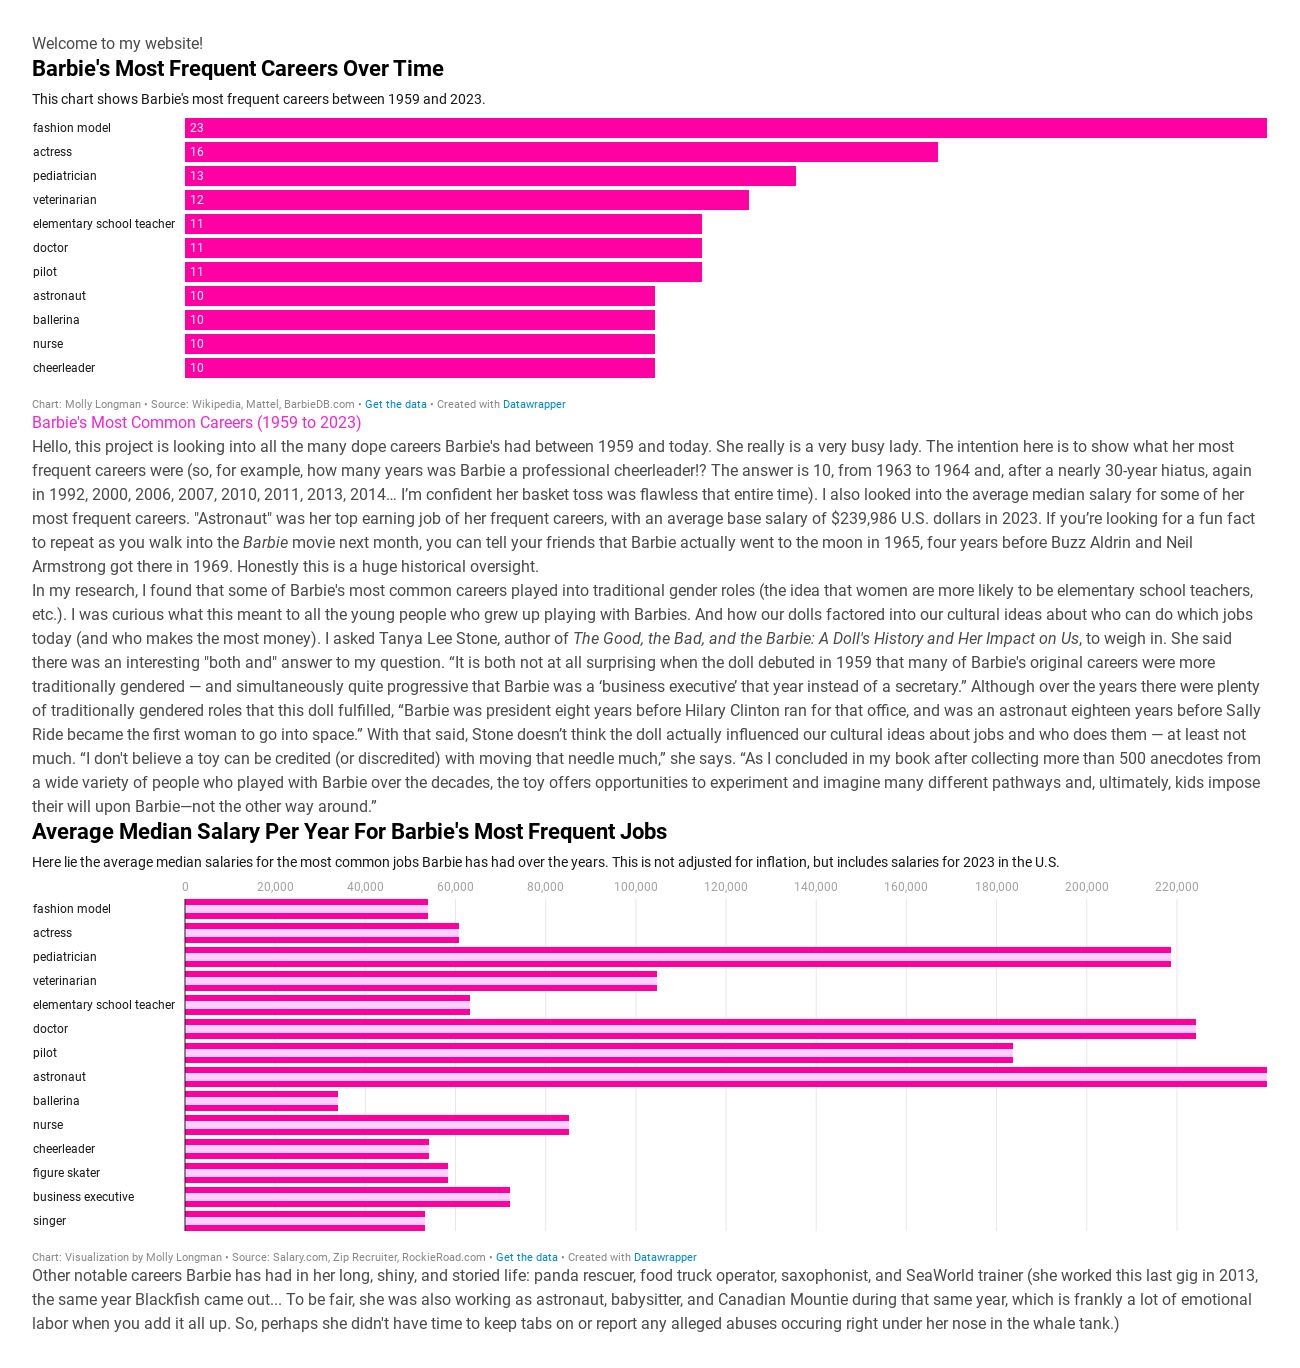 Welcome to my website!
Barbie's Most Frequent Careers Over Time
This chart shows Barbie's most frequent careers between 1959 and 2023.
fashion model 23
actress 16
pediatrician 13
veterinarian 12
elementary school teacher 11
doctor 11
pilot 11
astronaut 10
ballerina 10
nurse 10
cheerleader 10
Chart: Molly Longman • Source: Wikipedia, Mattel, BarbieDB.com • Get the data • Created with Datawrapper
Barbie's Most Common Careers (1959 to 2023)
Hello, this project is looking into all the many dope careers Barbie's had between 1959 and today. She really is a very busy lady. The intention here is to show what her most
frequent careers were (so, for example, how many years was Barbie a professional cheerleader!? The answer is 10, from 1963 to 1964 and, after a nearly 30-year hiatus, again
in 1992, 2000, 2006, 2007, 2010, 2011, 2013, 2014… I’m confident her basket toss was flawless that entire time). I also looked into the average median salary for some of her
most frequent careers. "Astronaut" was her top earning job of her frequent careers, with an average base salary of $239,986 U.S. dollars in 2023. If you’re looking for a fun fact
to repeat as you walk into the Barbie movie next month, you can tell your friends that Barbie actually went to the moon in 1965, four years before Buzz Aldrin and Neil
Armstrong got there in 1969. Honestly this is a huge historical oversight.
In my research, I found that some of Barbie's most common careers played into traditional gender roles (the idea that women are more likely to be elementary school teachers,
etc.). I was curious what this meant to all the young people who grew up playing with Barbies. And how our dolls factored into our cultural ideas about who can do which jobs
today (and who makes the most money). I asked Tanya Lee Stone, author of The Good, the Bad, and the Barbie: A Doll's History and Her Impact on Us, to weigh in. She said
there was an interesting "both and" answer to my question. “It is both not at all surprising when the doll debuted in 1959 that many of Barbie's original careers were more
traditionally gendered — and simultaneously quite progressive that Barbie was a ‘business executive’ that year instead of a secretary.” Although over the years there were plenty
of traditionally gendered roles that this doll fulfilled, “Barbie was president eight years before Hilary Clinton ran for that office, and was an astronaut eighteen years before Sally
Ride became the first woman to go into space.” With that said, Stone doesn’t think the doll actually influenced our cultural ideas about jobs and who does them — at least not
much. “I don't believe a toy can be credited (or discredited) with moving that needle much,” she says. “As I concluded in my book after collecting more than 500 anecdotes from
a wide variety of people who played with Barbie over the decades, the toy offers opportunities to experiment and imagine many different pathways and, ultimately, kids impose
their will upon Barbie—not the other way around.”
Average Median Salary Per Year For Barbie's Most Frequent Jobs
Here lie the average median salaries for the most common jobs Barbie has had over the years. This is not adjusted for inflation, but includes salaries for 2023 in the U.S.
0 20,000 40,000 60,000 80,000 100,000 120,000 140,000 160,000 180,000 200,000 220,000
fashion model
actress
pediatrician
veterinarian
elementary school teacher
doctor
pilot
astronaut
ballerina
nurse
cheerleader
figure skater
business executive
singer
Chart: Visualization by Molly Longman • Source: Salary.com, Zip Recruiter, RockieRoad.com • Get the data • Created with Datawrapper
Other notable careers Barbie has had in her long, shiny, and storied life: panda rescuer, food truck operator, saxophonist, and SeaWorld trainer (she worked this last gig in 2013,
the same year Blackfish came out... To be fair, she was also working as astronaut, babysitter, and Canadian Mountie during that same year, which is frankly a lot of emotional
labor when you add it all up. So, perhaps she didn't have time to keep tabs on or report any alleged abuses occuring right under her nose in the whale tank.)